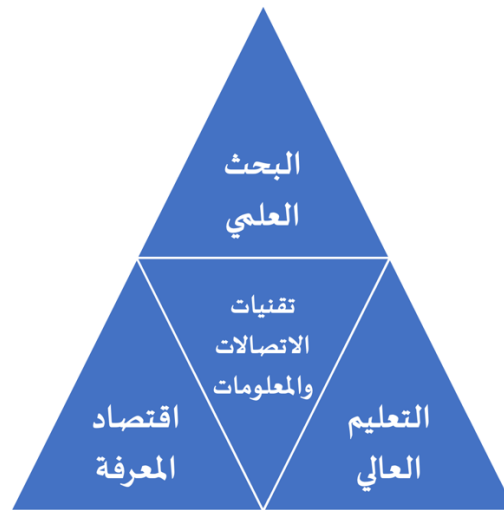 البحث
العلمي
تقنيات
الاتصالات
والمعلومات
التعليم
العالي
اقتصاد
المعرفة